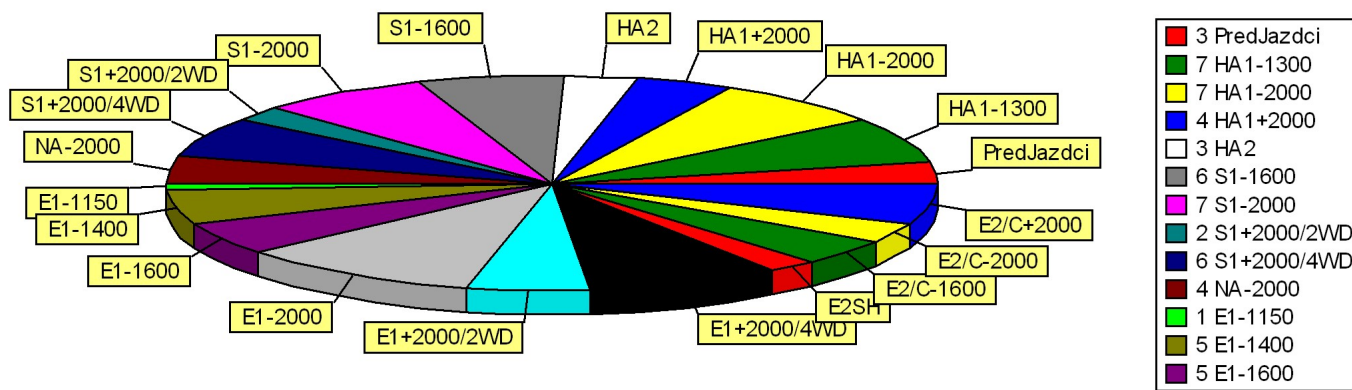 S1-1600
HA2
HA1+2000
HA1-2000
S1-2000
S1+2000/2WD
S1+2000/4WD
HA1-1300
NA-2000
PredJazdci
E1-1150
E1-1400
E2/C+2000
E1-1600
E2/C-2000
E2/C-1600
E1-2000
E2SH
E1+2000/2WD
E1+2000/4WD
3 PredJazdci
7 HA1-1300
7 HA1-2000
4 HA1+2000
3 HA2
6 S1-1600
7 S1-2000
2 S1+2000/2WD
6 S1+2000/4WD
4 NA-2000
1 E1-1150
5 E1-1400
5 E1-1600